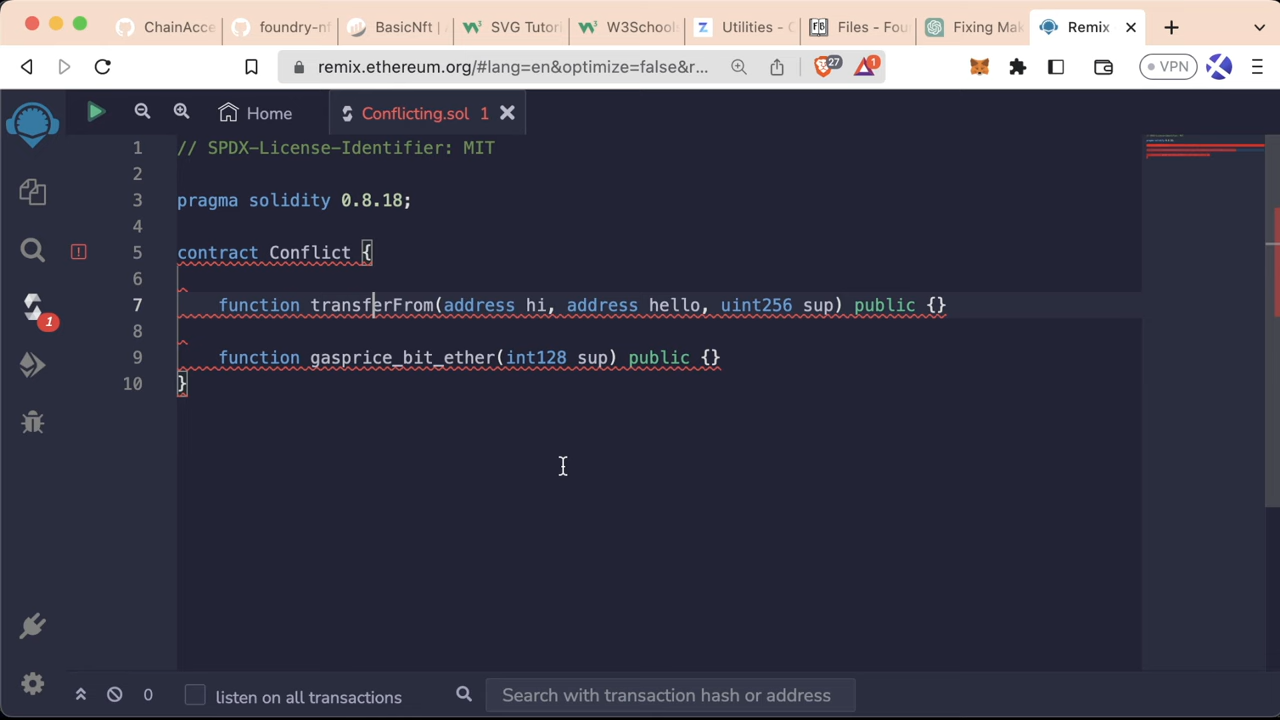 ChainAcce
foundry-nf
BasicNft |
SVG Tutori
W3School
Utilities - O
Files - Fou
Fixing Mak
Remix
remix.ethereum.org/#lang=en&optimize=false&r...
27
1
VPN
Home
Conflicting.sol 1
1 // SPDX-License-Identifier: MIT
2
3 pragma solidity 0.8.18;
4
5 contract Conflict {
6
7 function transferFrom(address hi, address hello, uint256 sup) public {}
8
9 function gasprice_bit_ether(int128 sup) public {}
10 }
1
0
listen on all transactions
Search with transaction hash or address